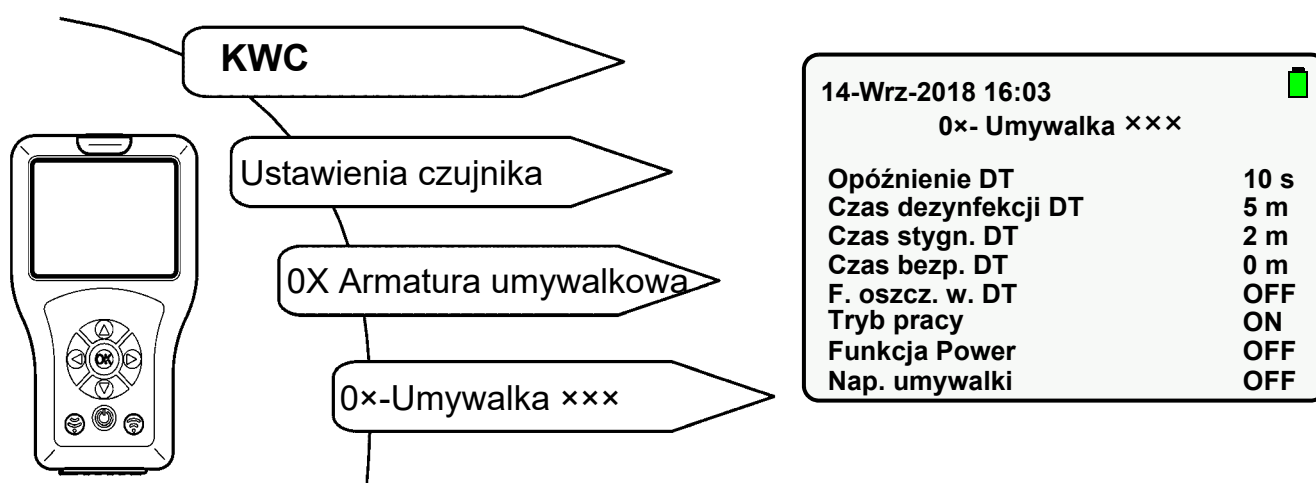 KWC
Ustawienia czujnika
0X Armatura umywalkowa
0×-Umywalka ×××
OK
14-Wrz-2018 16:03
0×- Umywalka ×××
Opóźnienie DT 10 s
Czas dezynfekcji DT 5 m
Czas stygn. DT 2 m
Czas bezp. DT 0 m
F. oszcz. w. DT OFF
Tryb pracy ON
Funkcja Power OFF
Nap. umywalki OFF